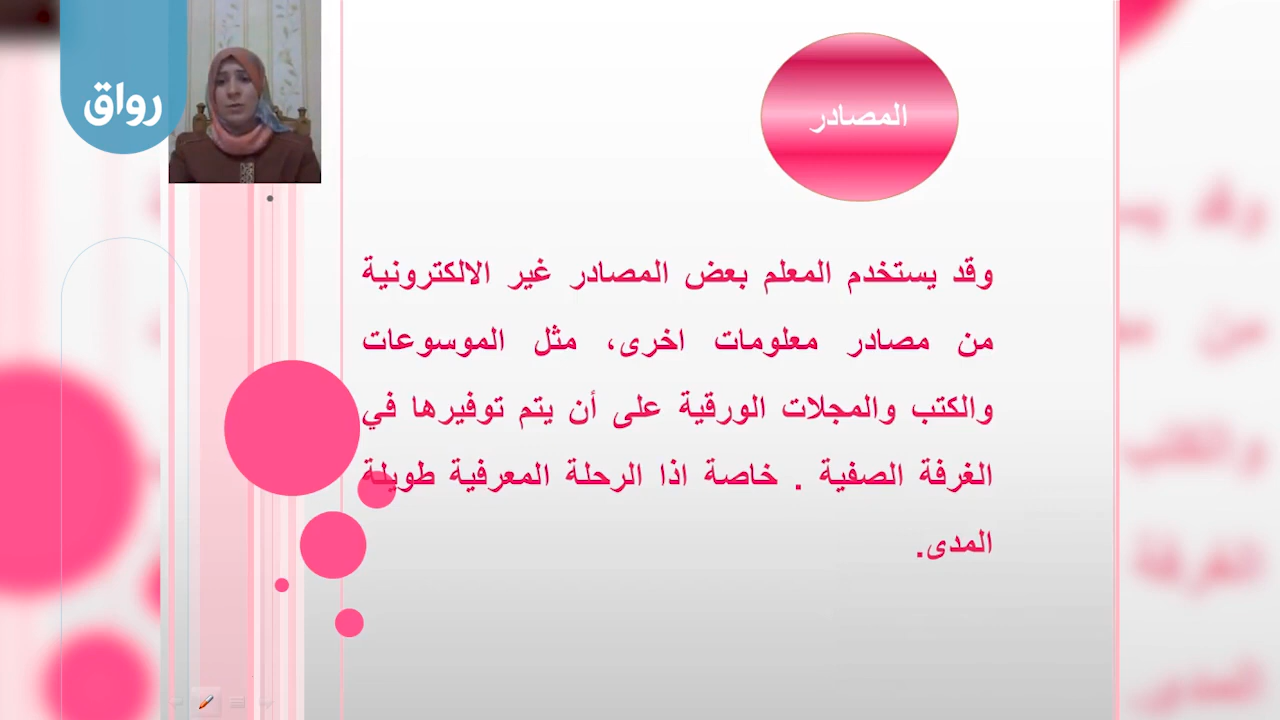 رواق
المصادر
وقد يستخدم المعلم بعض المصادر غير الالكترونية
من مصادر معلومات اخرى، مثل الموسوعات
والكتب والمجلات الورقية على أن يتم توفيرها في
الغرفة الصفية . خاصة اذا الرحلة المعرفية طويلة
المدى.